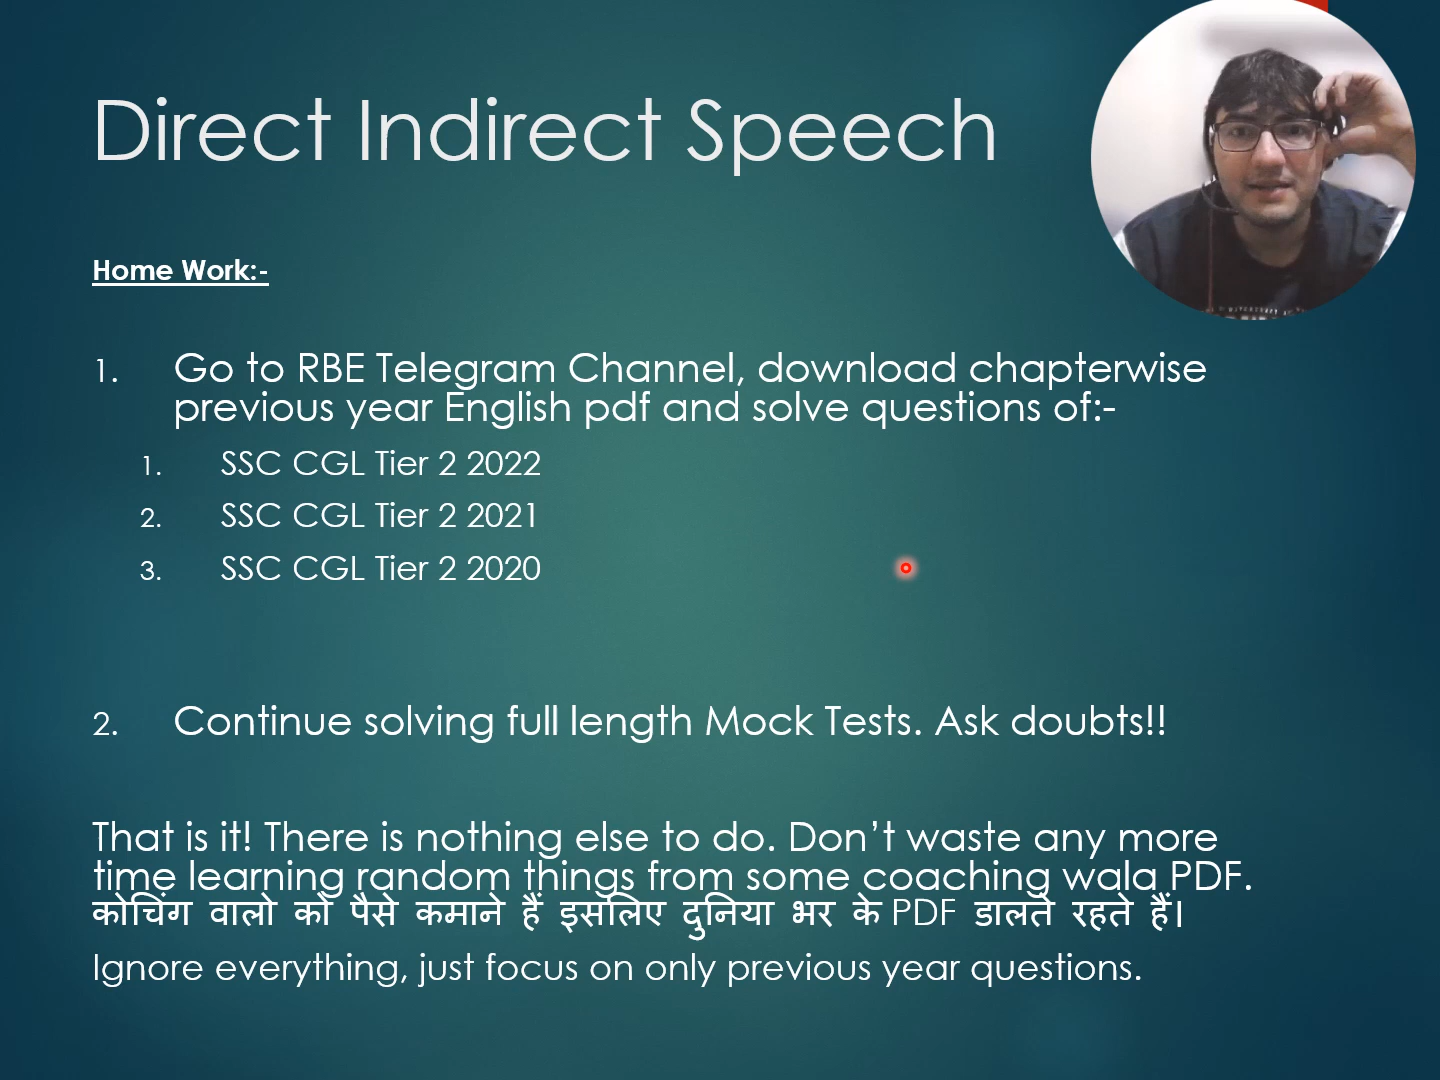 Direct Indirect Speech
Home Work:-
1. Go to RBE Telegram Channel, download chapterwise
previous year English pdf and solve questions of:-
1. SSC CGL Tier 2 2022
2. SSC CGL Tier 2 2021
3. SSC CGL Tier 2 2020
2. Continue solving full length Mock Tests. Ask doubts!!
That is it! There is nothing else to do. Don’t waste any more
time learning random things from some coaching wala PDF.
कोचिंग वालो को पैसे कमाने हैं इसलिए दुनिया भर के PDF डालते रहते हैं।
Ignore everything, just focus on only previous year questions.